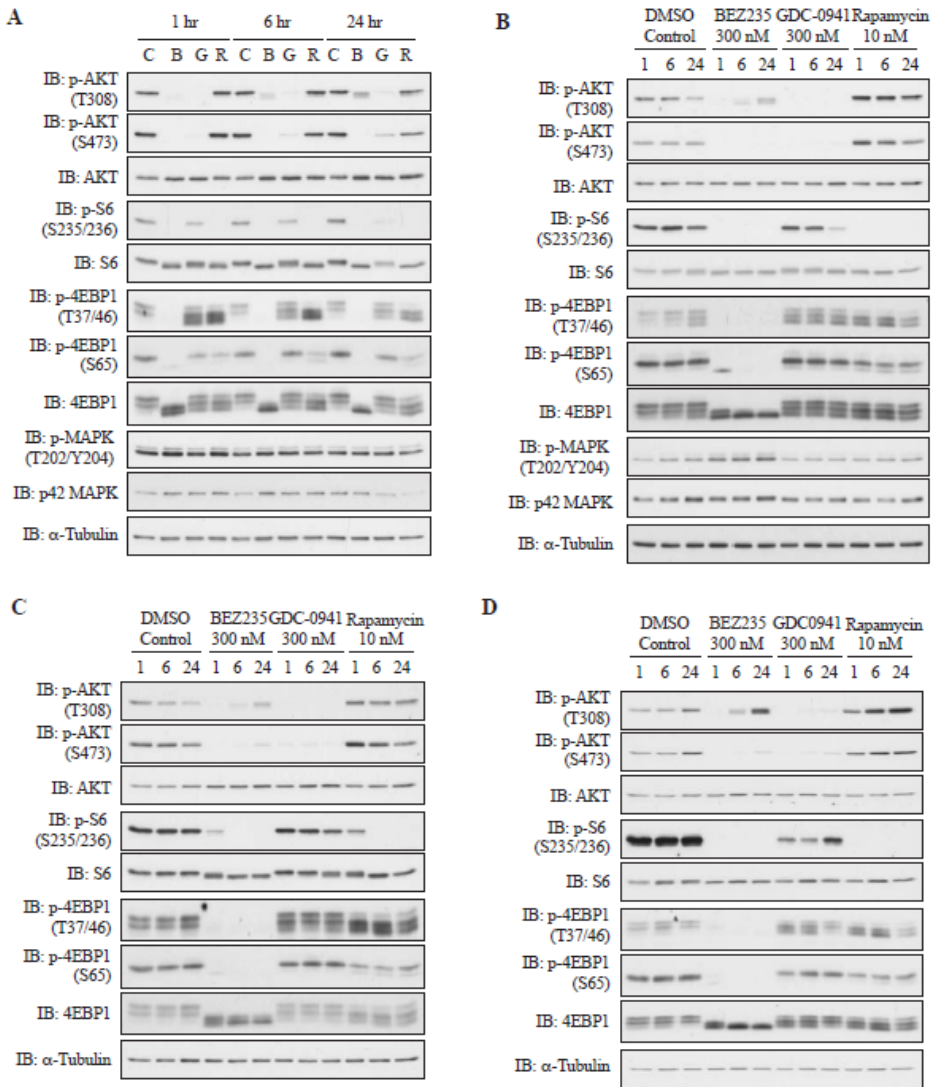 A
1 hr 6 hr 24 hr
C B G R C B G R C B G R
IB: p-AKT
(T308)
IB: p-AKT
(S473)
IB: AKT
IB: p-S6
(S235/236)
IB: S6
IB: p-4EBP1
(T37/46)
IB: p-4EBP1
(S65)
IB: 4EBP1
IB: p-MAPK
(T202/Y204)
IB: p42 MAPK
IB: α-Tubulin
B
DMSO BEZ235 GDC-0941 Rapamycin
Control 300 nM 300 nM 10 nM
1 6 24 1 6 24 1 6 24 1 6 24
IB: p-AKT
(T308)
IB: p-AKT
(S473)
IB: AKT
IB: p-S6
(S235/236)
IB: S6
IB: p-4EBP1
(T37/46)
IB: p-4EBP1
(S65)
IB: 4EBP1
IB: p-MAPK
(T202/Y204)
IB: p42 MAPK
IB: α-Tubulin
C
DMSO BEZ235 GDC-0941 Rapamycin
Control 300 nM 300 nM 10 nM
1 6 24 1 6 24 1 6 24 1 6 24
IB: p-AKT
(T308)
IB: p-AKT
(S473)
IB: AKT
IB: p-S6
(S235/236)
IB: S6
IB: p-4EBP1
(T37/46)
IB: p-4EBP1
(S65)
IB: 4EBP1
IB: α-Tubulin
D
DMSO BEZ235 GDC0941 Rapamycin
Control 300 nM 300 nM 10 nM
1 6 24 1 6 24 1 6 24 1 6 24
IB: p-AKT
(T308)
IB: p-AKT
(S473)
IB: AKT
IB: p-S6
(S235/236)
IB: S6
IB: p-4EBP1
(T37/46)
IB: p-4EBP1
(S65)
IB: 4EBP1
IB: α-Tubulin